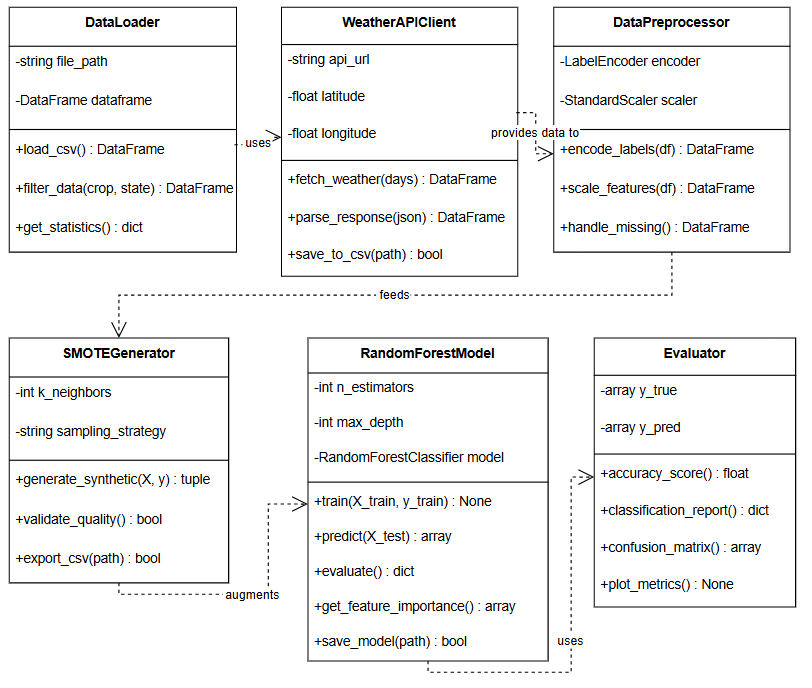 DataLoader
-string file_path
-DataFrame dataframe
+load_csv() : DataFrame
+filter_data(crop, state) : DataFrame
+get_statistics() : dict
uses
WeatherAPIClient
-string api_url
-float latitude
-float longitude
+fetch_weather(days) : DataFrame
+parse_response(json) : DataFrame
+save_to_csv(path) : bool
provides data to
DataPreprocessor
-LabelEncoder encoder
-StandardScaler scaler
+encode_labels(df) : DataFrame
+scale_features(df) : DataFrame
+handle_missing() : DataFrame
feeds
SMOTEGenerator
-int k_neighbors
-string sampling_strategy
+generate_synthetic(X, y) : tuple
+validate_quality() : bool
+export_csv(path) : bool
augments
RandomForestModel
-int n_estimators
-int max_depth
-RandomForestClassifier model
+train(X_train, y_train) : None
+predict(X_test) : array
+evaluate() : dict
+get_feature_importance() : array
+save_model(path) : bool
uses
Evaluator
-array y_true
-array y_pred
+accuracy_score() : float
+classification_report() : dict
+confusion_matrix() : array
+plot_metrics() : None